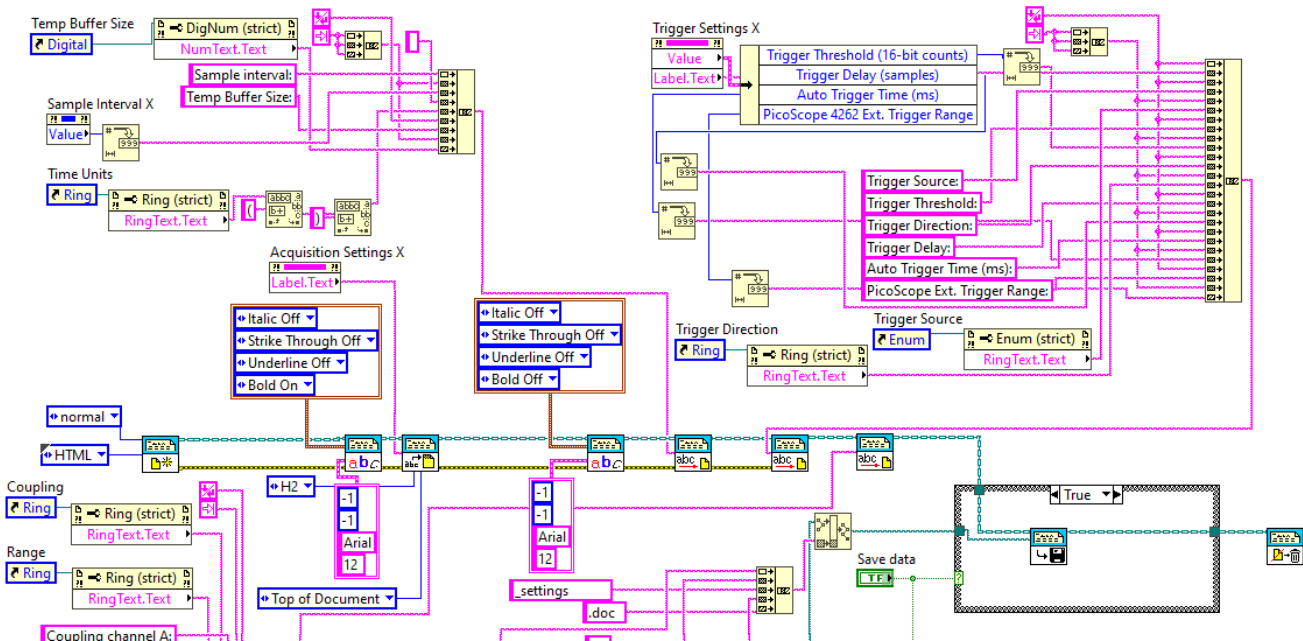 Temp Buffer Size
Digital
DigNum (strict)
NumText.Text
Sample interval:
Temp Buffer Size:
Sample Interval X
Value
Time Units
Ring
Ring (strict)
RingText.Text
(
)
Acquisition Settings X
Label.Text
Trigger Settings X
Value
Label.Text
Trigger Threshold (16-bit counts)
Trigger Delay (samples)
Auto Trigger Time (ms)
PicoScope 4262 Ext. Trigger Range
Trigger Source:
Trigger Threshold:
Trigger Direction:
Trigger Delay:
Auto Trigger Time (ms):
PicoScope Ext. Trigger Range:
Trigger Direction
Ring
Ring (strict)
RingText.Text
Trigger Source
Enum
Enum (strict)
RingText.Text
Italic Off
Strike Through Off
Underline Off
Bold On
Italic Off
Strike Through Off
Underline Off
Bold Off
normal
HTML
H2
-1
-1
Arial
12
-1
-1
Arial
12
Top of Document
Coupling
Ring
Ring (strict)
RingText.Text
Range
Ring
Ring (strict)
RingText.Text
Coupling channel A:
_settings
.doc
Save data
TF
True